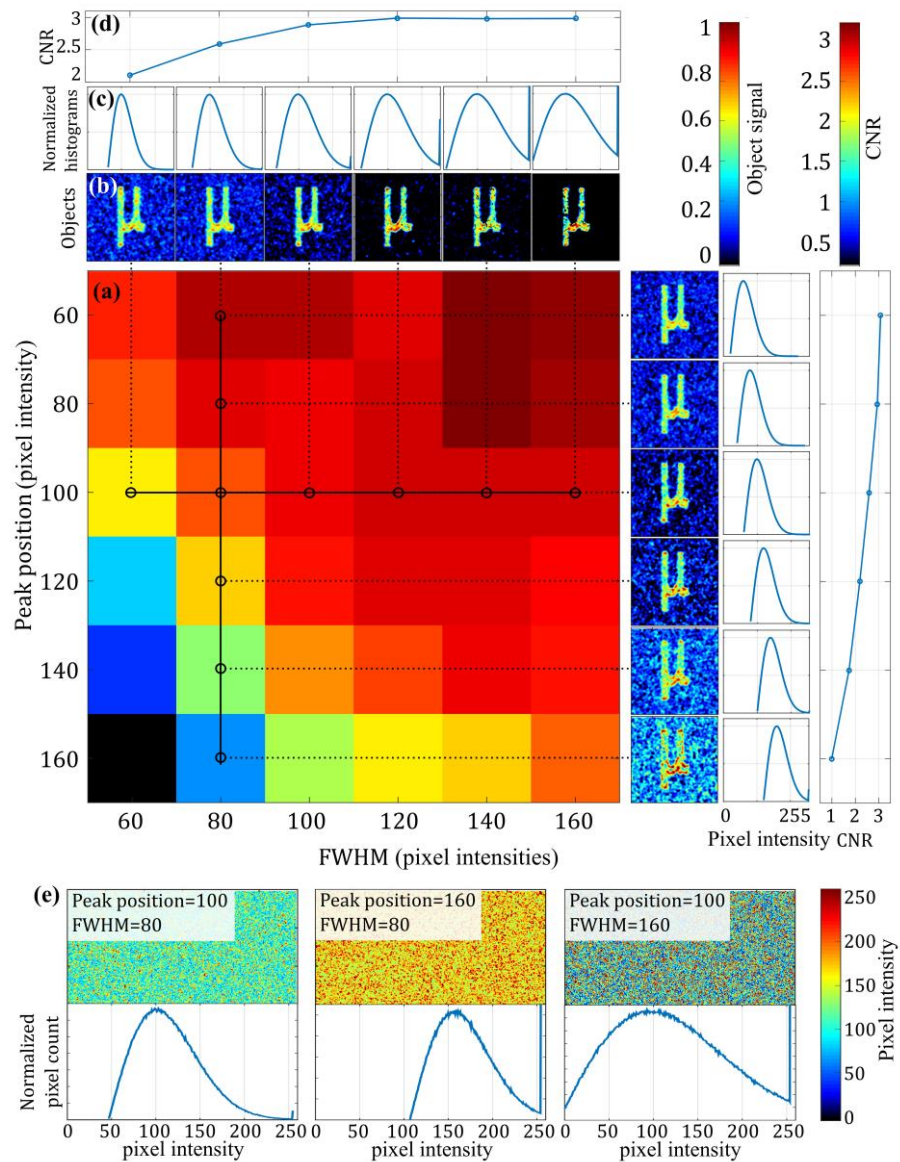 (d)
CNR
3
2.5
2
(c)
Normalized
histograms
(b)
Objects
1
0.8
0.6
0.4
0.2
0
Object signal
3
2.5
2
1.5
1
0.5
CNR
(a)
Peak position (pixel intensity)
60
80
100
120
140
160
60 80 100 120 140 160
FWHM (pixel intensities)
0 255
Pixel intensity
1 2 3
CNR
(e)
Peak position=100
FWHM=80
Peak position=160
FWHM=80
Peak position=100
FWHM=160
250
200
150
100
50
0
Pixel intensity
Normalized
pixel count
0 50 100 150 200 250
pixel intensity
0 50 100 150 200 250
pixel intensity
0 50 100 150 200 250
pixel intensity